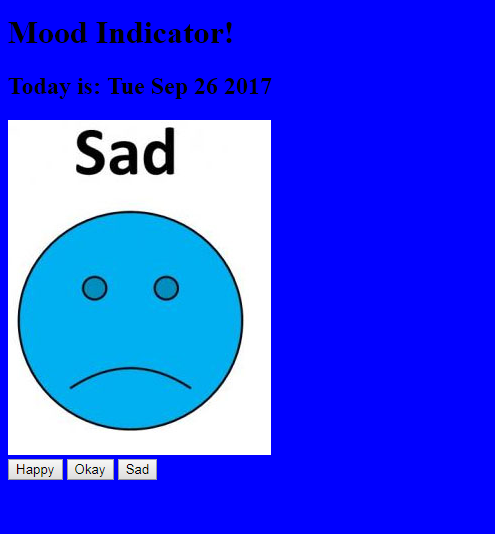 Mood Indicator!
Today is: Tue Sep 26 2017
Sad
Happy Okay Sad